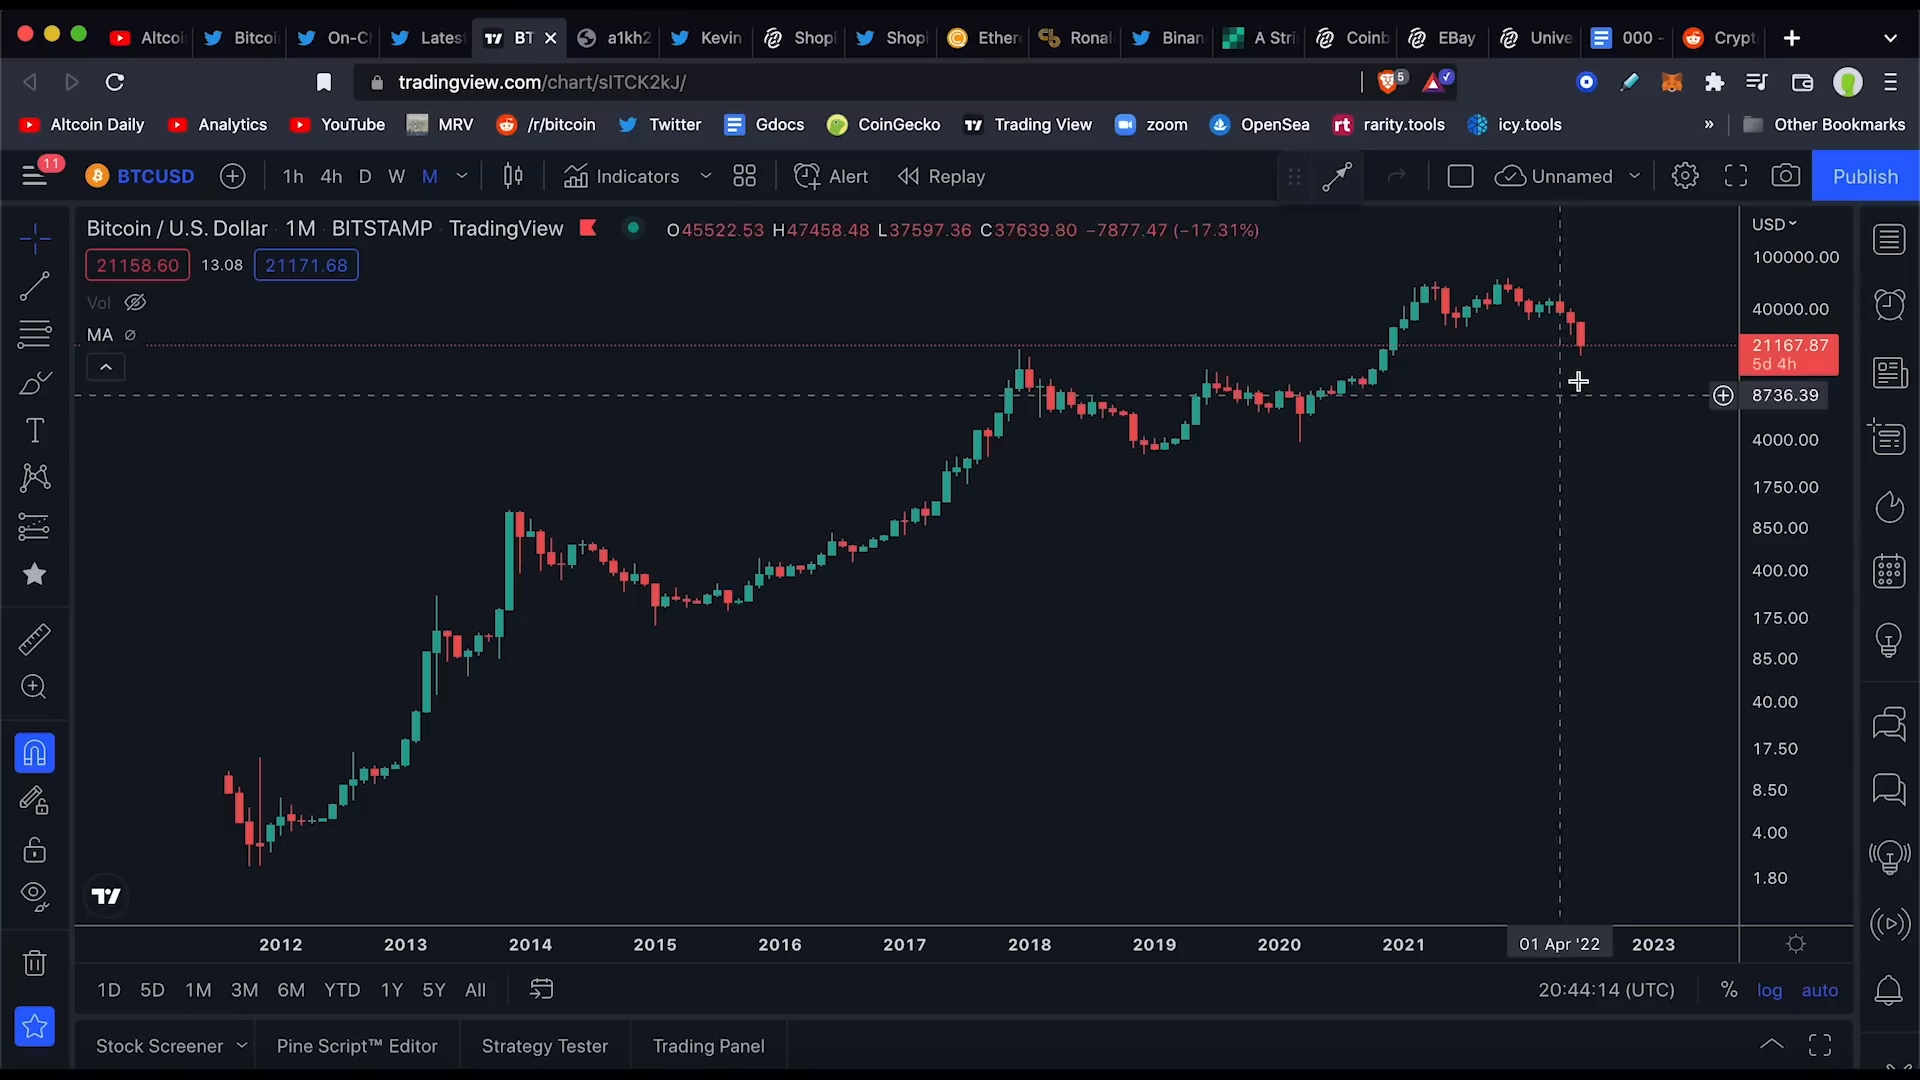 Altcoi Bitcoi On-C Latest BT a1kh2 Kevin Shopi Shopi Ether Ronal Binan A Stri Coinb EBay Unive 000 - Crypt
tradingview.com/chart/slTCK2kJ/ 5
Altcoin Daily Analytics YouTube MRV /r/bitcoin Twitter Gdocs CoinGecko Trading View zoom OpenSea rt rarity.tools icy.tools » Other Bookmarks
11 BTCUSD 1h 4h D W M Indicators Alert Replay Unnamed Publish
Bitcoin / U.S. Dollar 1M BITSTAMP TradingView O45522.53 H47458.48 L37597.36 C37639.80 −7877.47 (−17.31%) USD
21158.60 13.08 21171.68
Vol
MA
100000.00
40000.00
21167.87
5d 4h
8736.39
4000.00
1750.00
850.00
400.00
175.00
85.00
40.00
17.50
8.50
4.00
1.80
2012 2013 2014 2015 2016 2017 2018 2019 2020 2021 01 Apr '22 2023
1D 5D 1M 3M 6M YTD 1Y 5Y All 20:44:14 (UTC) % log auto
Stock Screener Pine Script™ Editor Strategy Tester Trading Panel